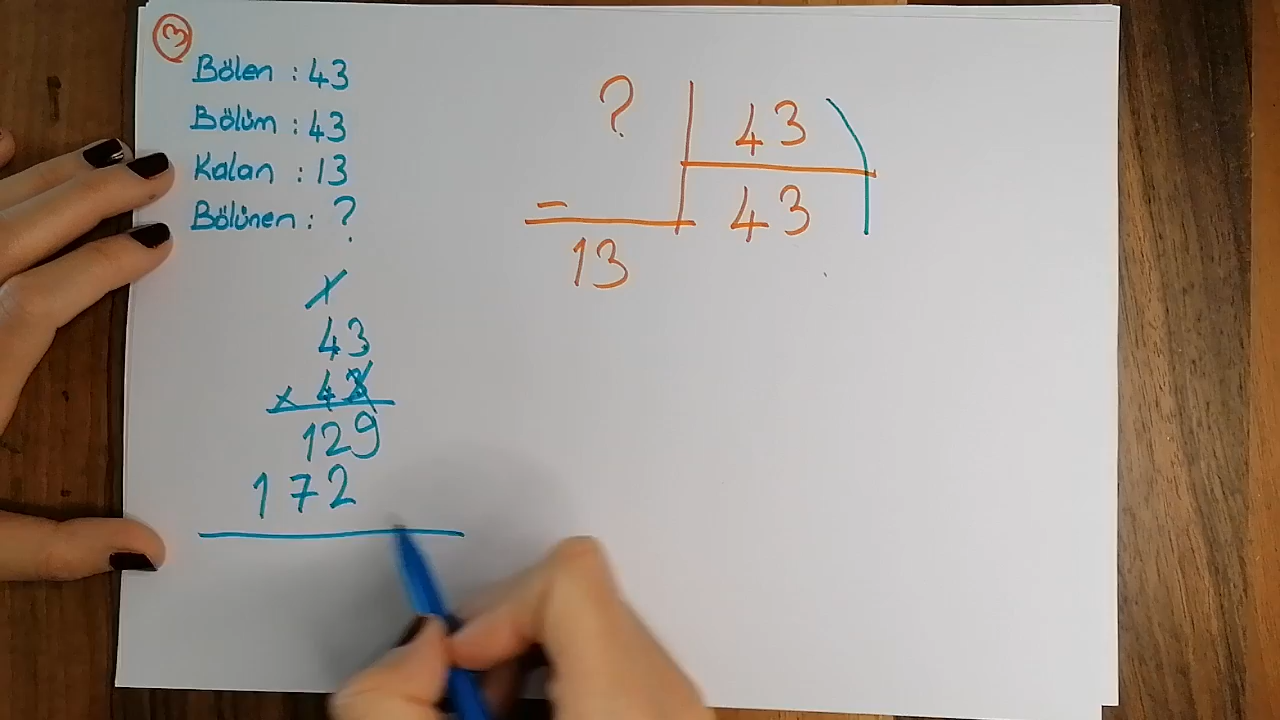 3
Bölen : 43
Bölüm : 43
Kalan : 13
Bölünen : ?
? 43
- 43
13
43
x 43
129
172